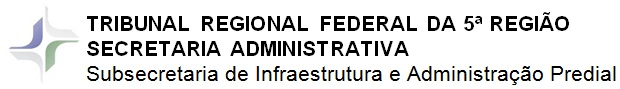 TRIBUNAL REGIONAL FEDERAL DA 5ª REGIÃO
SECRETARIA ADMINISTRATIVA
Subsecretaria de Infraestrutura e Administração Predial